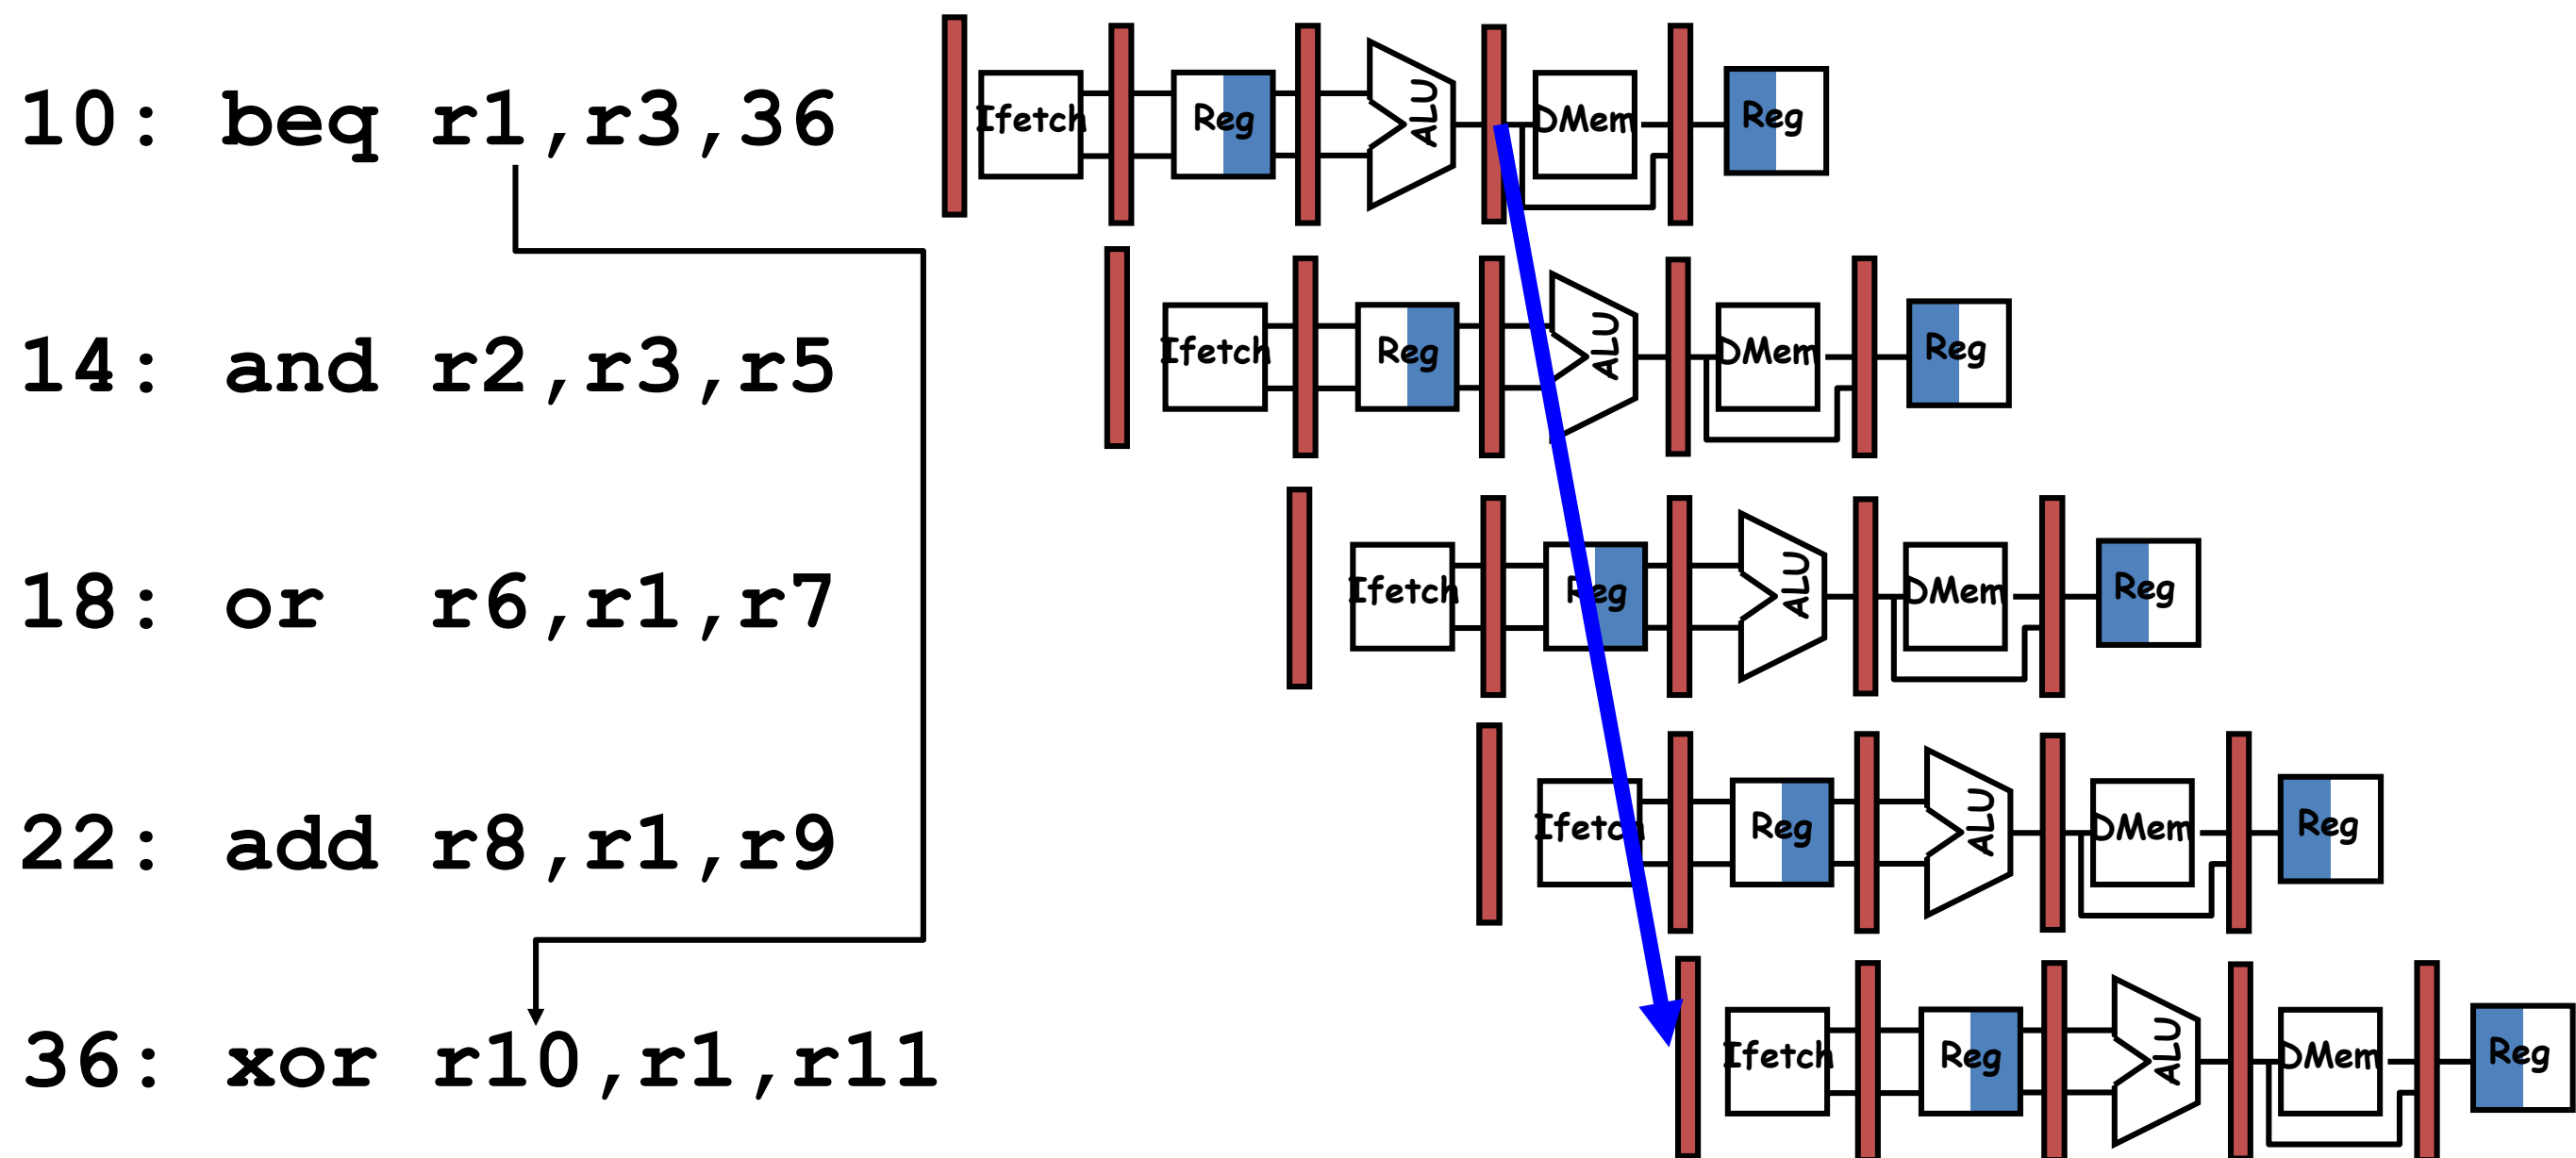 10: beq r1,r3,36
Ifetch Reg ALU DMem Reg
14: and r2,r3,r5
Ifetch Reg ALU DMem Reg
18: or r6,r1,r7
Ifetch Reg ALU DMem Reg
22: add r8,r1,r9
Ifetch Reg ALU DMem Reg
36: xor r10,r1,r11
Ifetch Reg ALU DMem Reg